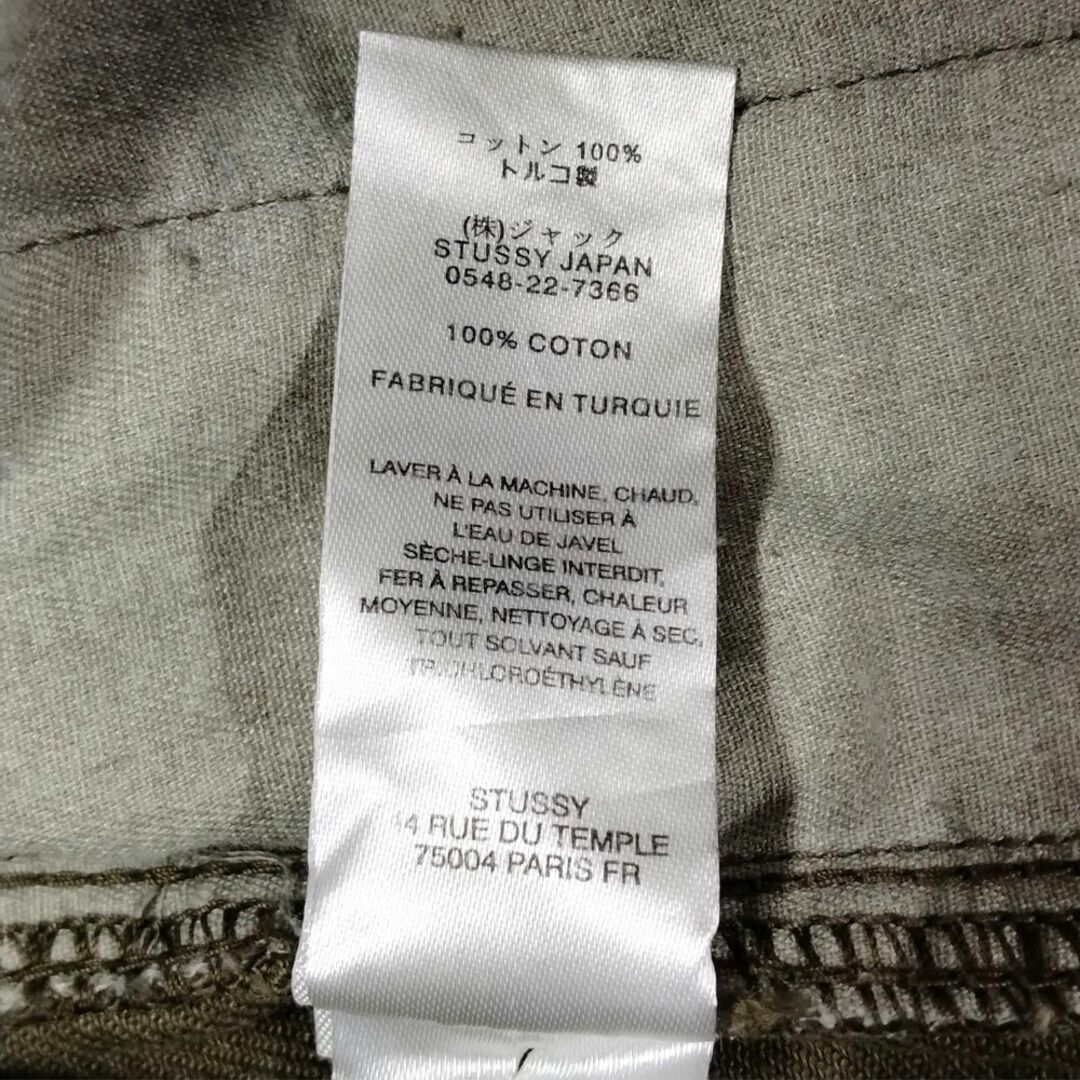 コットン 100%
トルコ製
(株)ジャック
STUSSY JAPAN
0548-22-7366
100% COTON
FABRIQUÉ EN TURQUIE
LAVER À LA MACHINE, CHAUD,
NE PAS UTILISER À
L'EAU DE JAVEL
SÈCHE-LINGE INTERDIT,
FER À REPASSER, CHALEUR
MOYENNE, NETTOYAGE À SEC,
TOUT SOLVANT SAUF
TRICHLOROÉTHYLÈNE
STUSSY
44 RUE DU TEMPLE
75004 PARIS FR